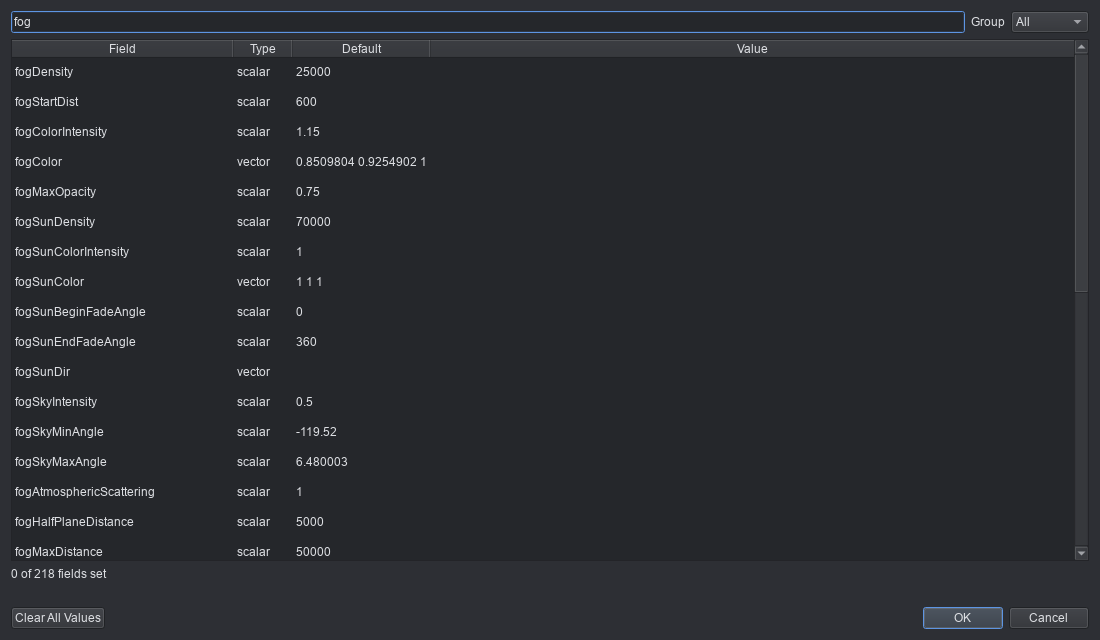 fog Group All
Field Type Default Value
fogDensity scalar 25000
fogStartDist scalar 600
fogColorIntensity scalar 1.15
fogColor vector 0.8509804 0.9254902 1
fogMaxOpacity scalar 0.75
fogSunDensity scalar 70000
fogSunColorIntensity scalar 1
fogSunColor vector 1 1 1
fogSunBeginFadeAngle scalar 0
fogSunEndFadeAngle scalar 360
fogSunDir vector
fogSkyIntensity scalar 0.5
fogSkyMinAngle scalar -119.52
fogSkyMaxAngle scalar 6.480003
fogAtmosphericScattering scalar 1
fogHalfPlaneDistance scalar 5000
fogMaxDistance scalar 50000
0 of 218 fields set
Clear All Values OK Cancel